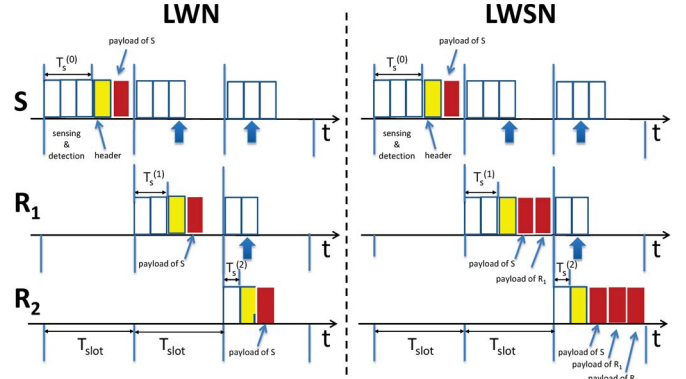 LWN
payload of S
Ts(0)
S
t
sensing
&
detection
header
Ts(1)
R1
t
payload of S
Ts(2)
R2
t
Tslot
Tslot
payload of S
LWSN
payload of S
Ts(0)
t
sensing
&
detection
header
Ts(1)
t
payload of S
payload of R1
Ts(2)
t
Tslot
Tslot
payload of S
payload of R1
payload of R